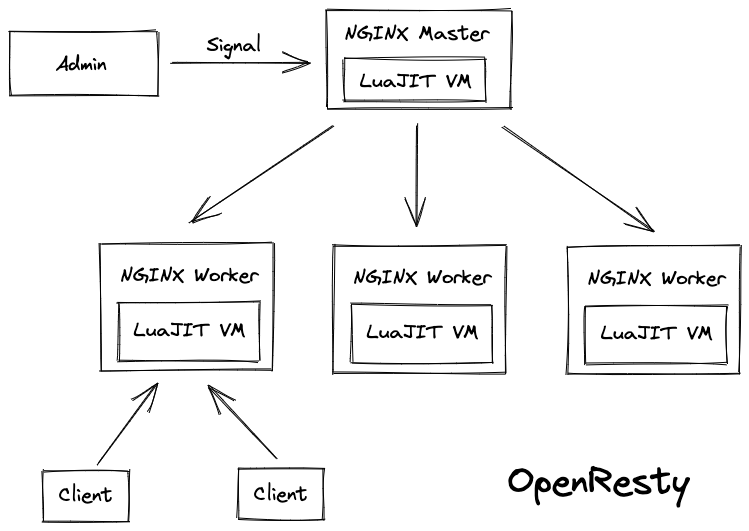 Admin
Signal
NGINX Master
LuaJIT VM
NGINX Worker
LuaJIT VM
NGINX Worker
LuaJIT VM
NGINX Worker
LuaJIT VM
Client
Client
OpenResty